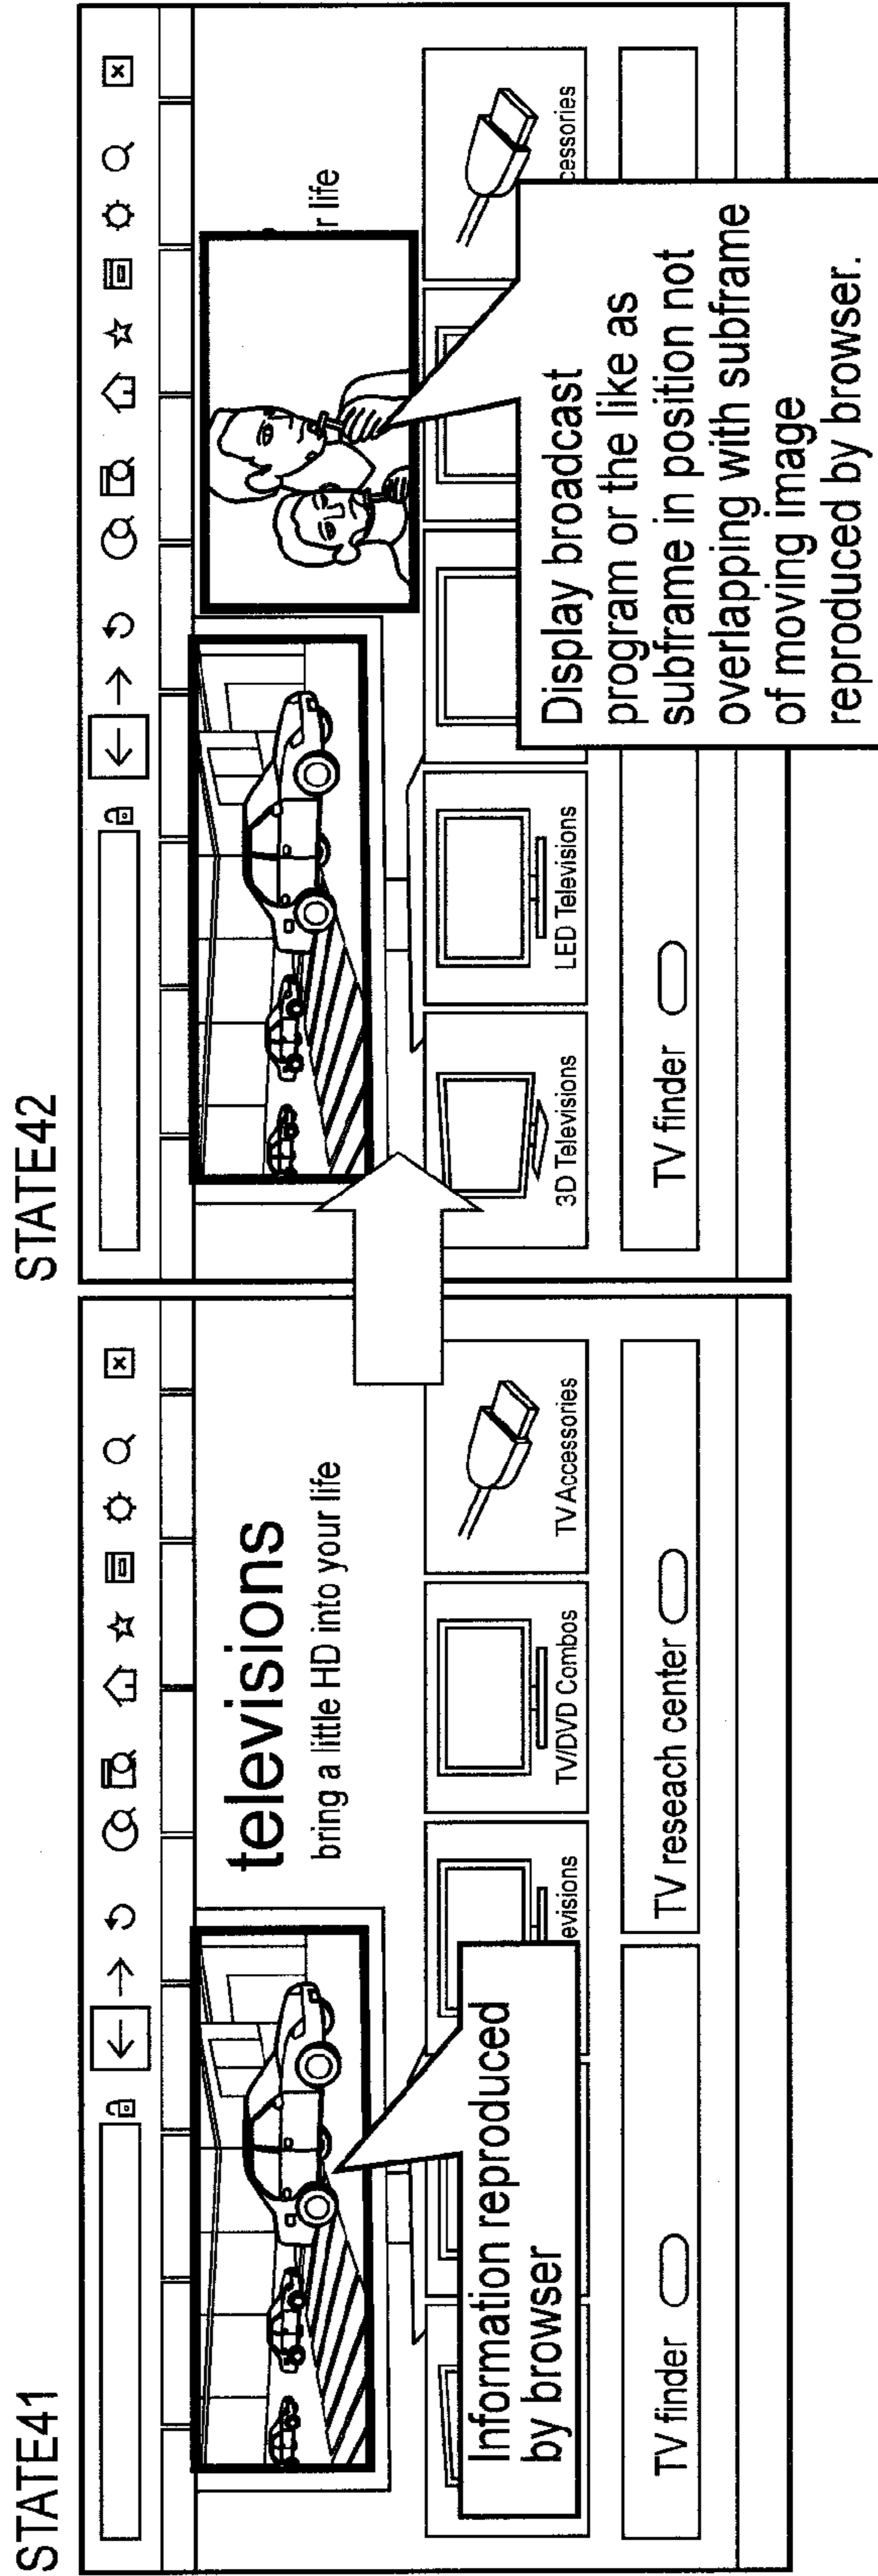 STATE41
televisions
bring a little HD into your life
Information reproduced
by browser
evisions
TV/DVD Combos
TV Accessories
TV finder
TV reseach center
STATE42
r life
3D Televisions
LED Televisions
cessories
Display broadcast
program or the like as
subframe in position not
overlapping with subframe
of moving image
reproduced by browser.
TV finder